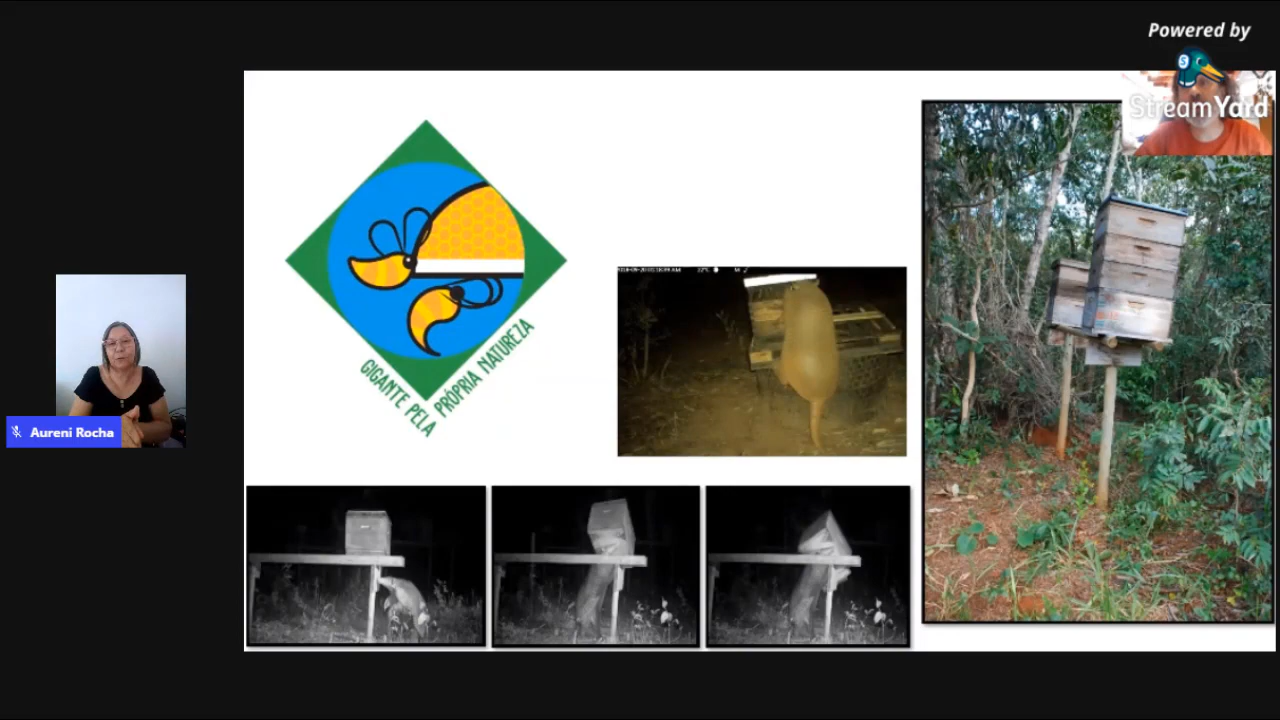 Powered by
StreamYard
GIGANTE PELA
PRÓPRIA NATUREZA
Aureni Rocha